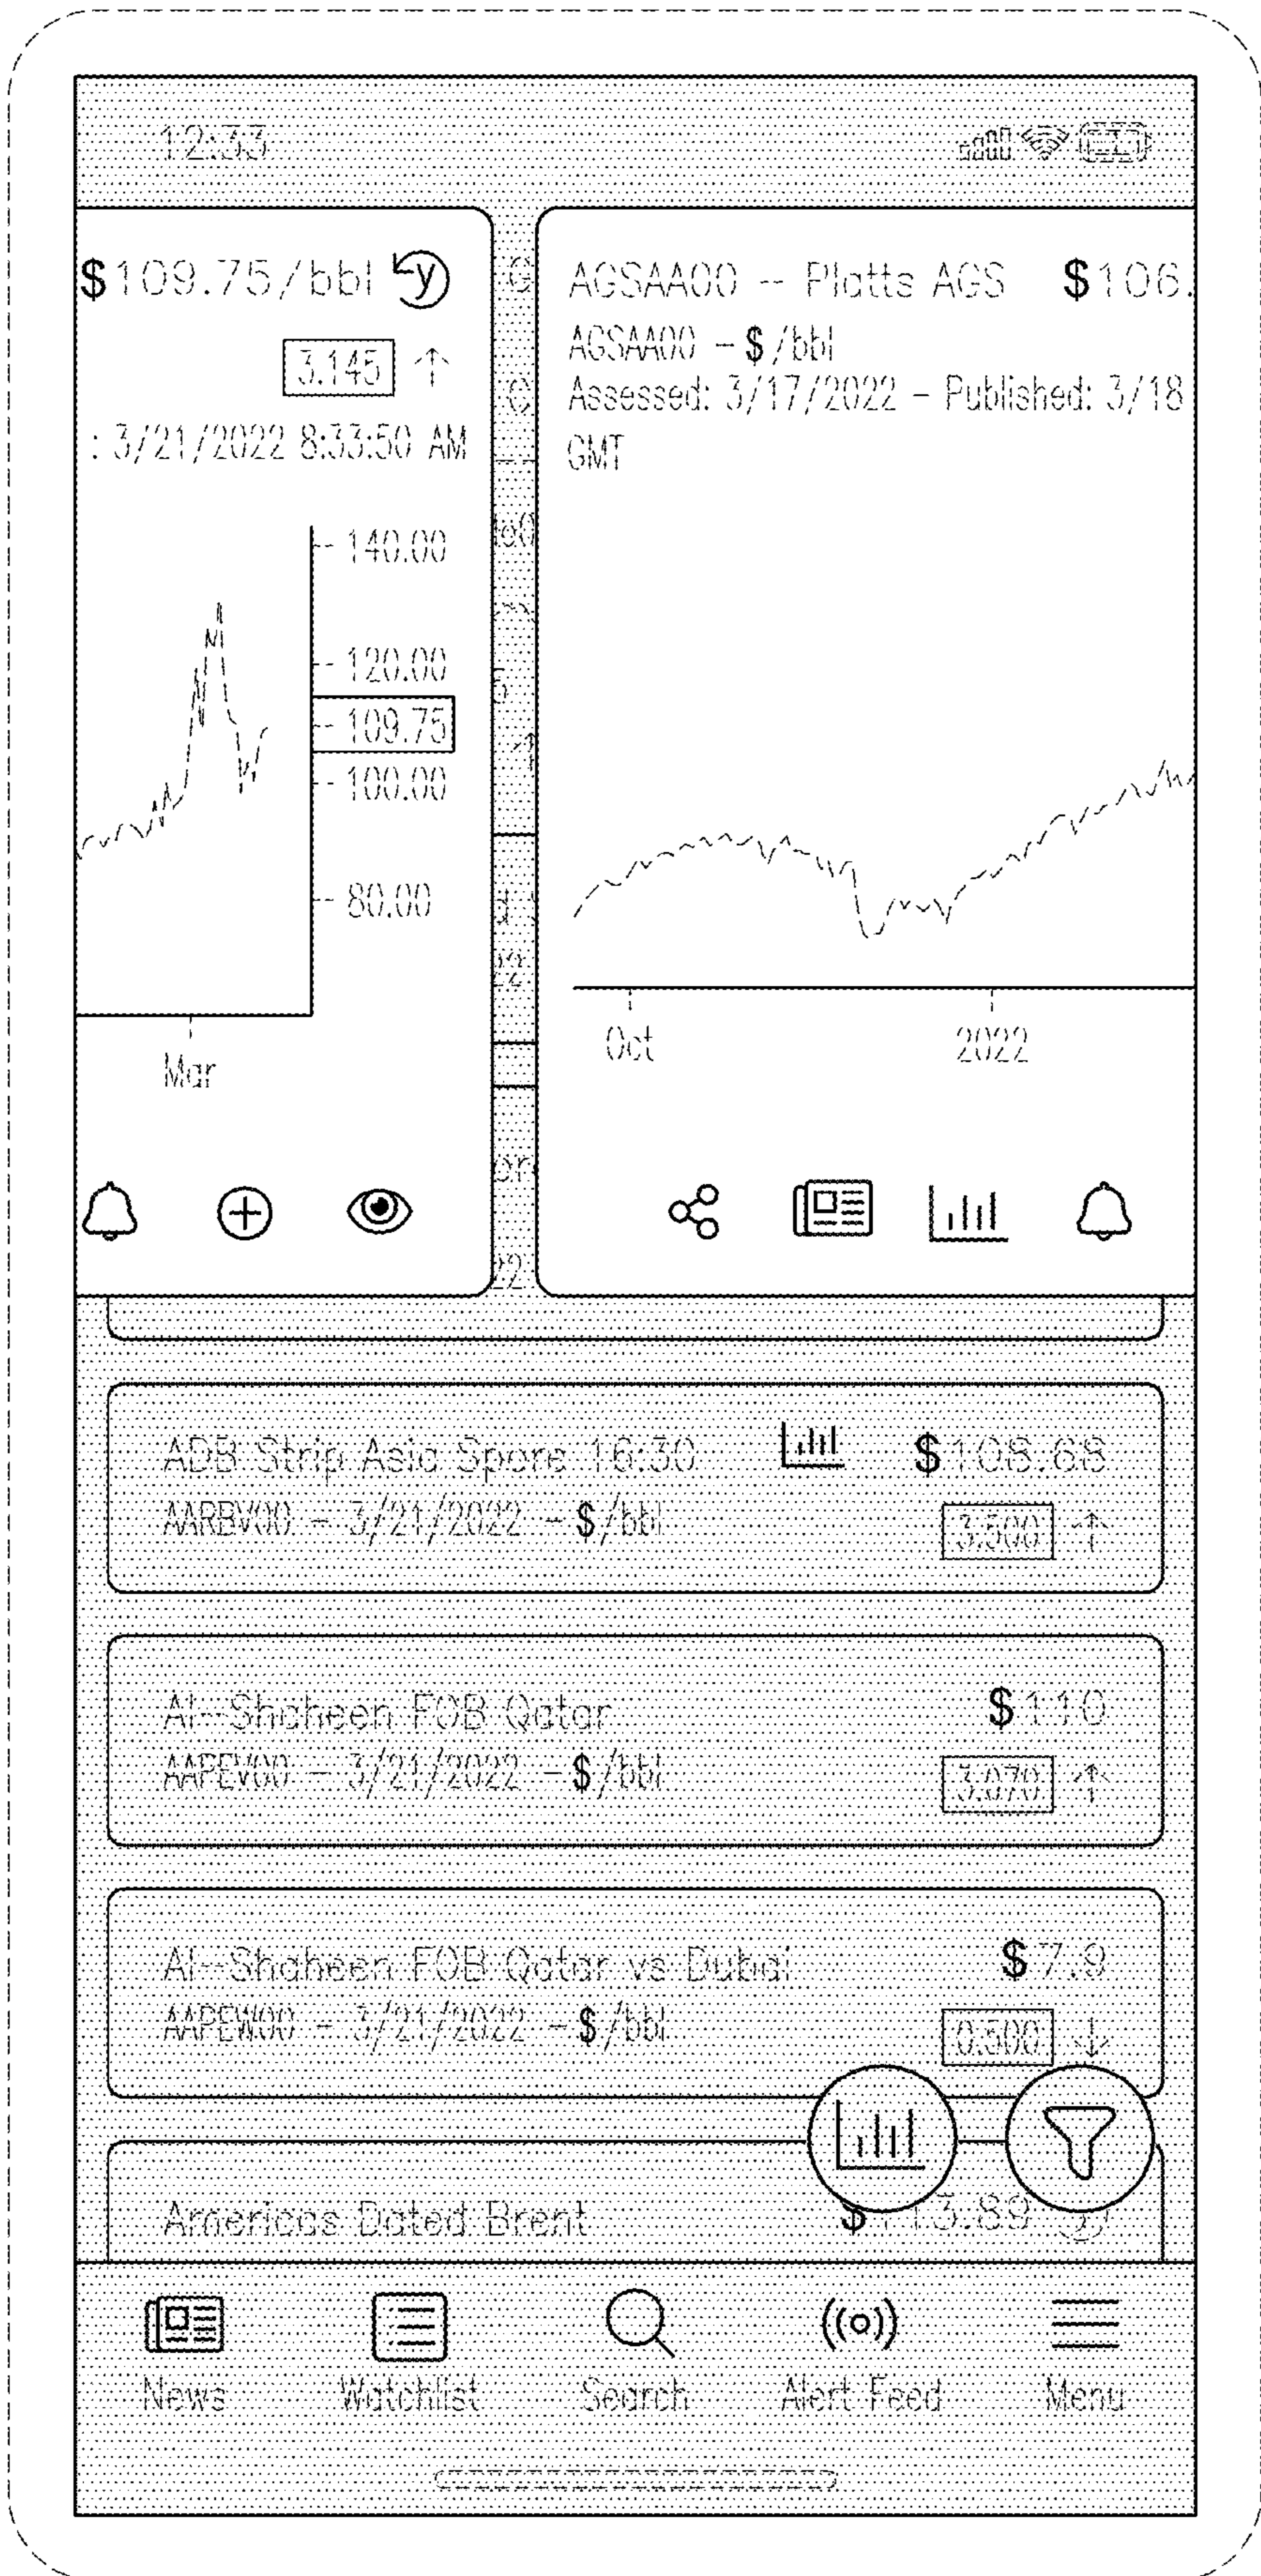 12:33
$109.75/bbl y
3.145 ↑
: 3/21/2022 8:33:50 AM
140.00
120.00
109.75
100.00
80.00
Mar
AGSAA00 -- Platts AGS $106.
AGSAA00 - $/bbl
Assessed: 3/17/2022 - Published: 3/18
GMT
Oct 2022
ADB Strip Asia Spore 16:30 $108.68
AARBV00 - 3/21/2022 - $/bbl 3.500 ↑
Al--Shaheen FOB Qatar $110
AAPEV00 - 3/21/2022 - $/bbl 3.070 ↑
Al--Shaheen FOB Qatar vs Dubai $7.9
AAPEW00 - 3/21/2022 - $/bbl 0.500 ↓
Americas Dated Brent $113.89
News Watchlist Search Alert Feed Menu